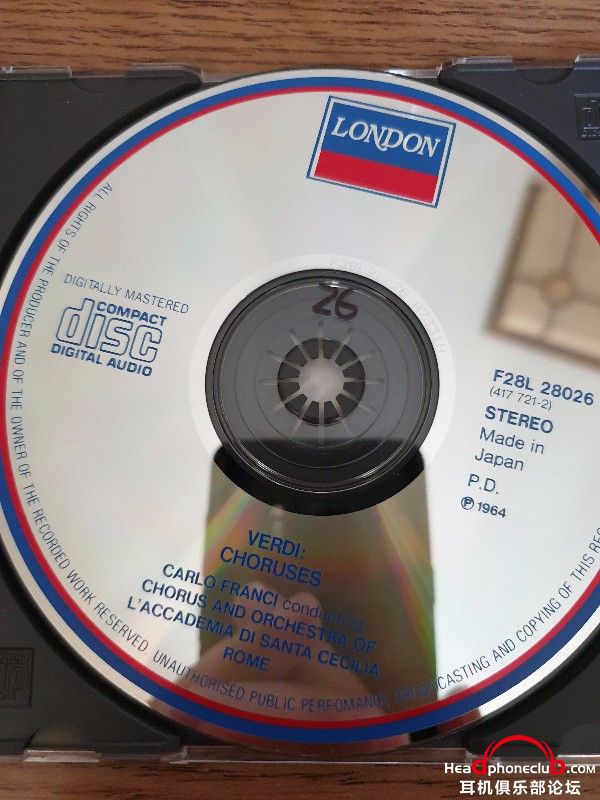 LONDON
26
DIGITALLY MASTERED
COMPACT
disc
DIGITAL AUDIO
F28L 28026
(417 721-2)
STEREO
Made in
Japan
P.D.
℗ 1964
VERDI:
CHORUSES
CARLO FRANCI conducting
CHORUS AND ORCHESTRA OF
L'ACCADEMIA DI SANTA CECILIA,
ROME
ALL RIGHTS OF THE PRODUCER AND OF THE OWNER OF THE RECORDED WORK RESERVED. UNAUTHORISED PUBLIC PERFOMANCE, BROADCASTING AND COPYING OF THIS
Headphoneclub.com
耳机俱乐部论坛